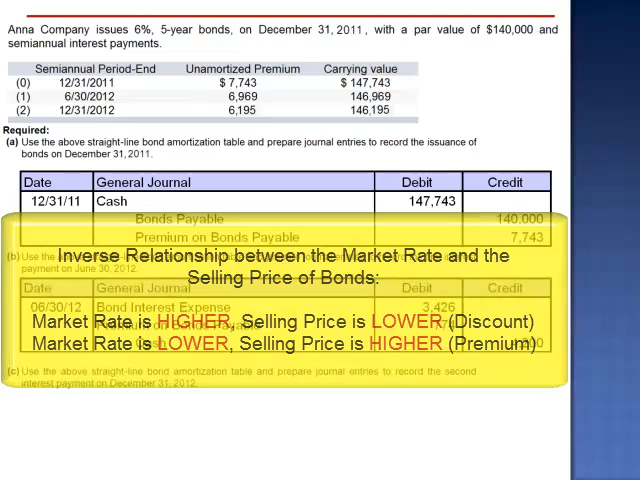 Anna Company issues 6%, 5-year bonds, on December 31, 2011, with a par value of $140,000 and
semiannual interest payments.
Semiannual Period-End Unamortized Premium Carrying value
(0) 12/31/2011 $ 7,743 $ 147,743
(1) 6/30/2012 6,969 146,969
(2) 12/31/2012 6,195 146,195
Required:
(a) Use the above straight-line bond amortization table and prepare journal entries to record the issuance of
bonds on December 31, 2011.
Date General Journal Debit Credit
12/31/11 Cash 147,743
Bonds Payable 140,000
Premium on Bonds Payable 7,743
Inverse Relationship between the Market Rate and the
Selling Price of Bonds:
(b) Use the
payment on June 30, 2012.
Date General Journal Debit Credit
06/30/12 Bond Interest Expense 3,426
Market Rate is HIGHER, Selling Price is LOWER (Discount)
Market Rate is LOWER, Selling Price is HIGHER (Premium)
(c) Use the above straight-line bond amortization table and prepare journal entries to record the second
interest payment on December 31, 2012.